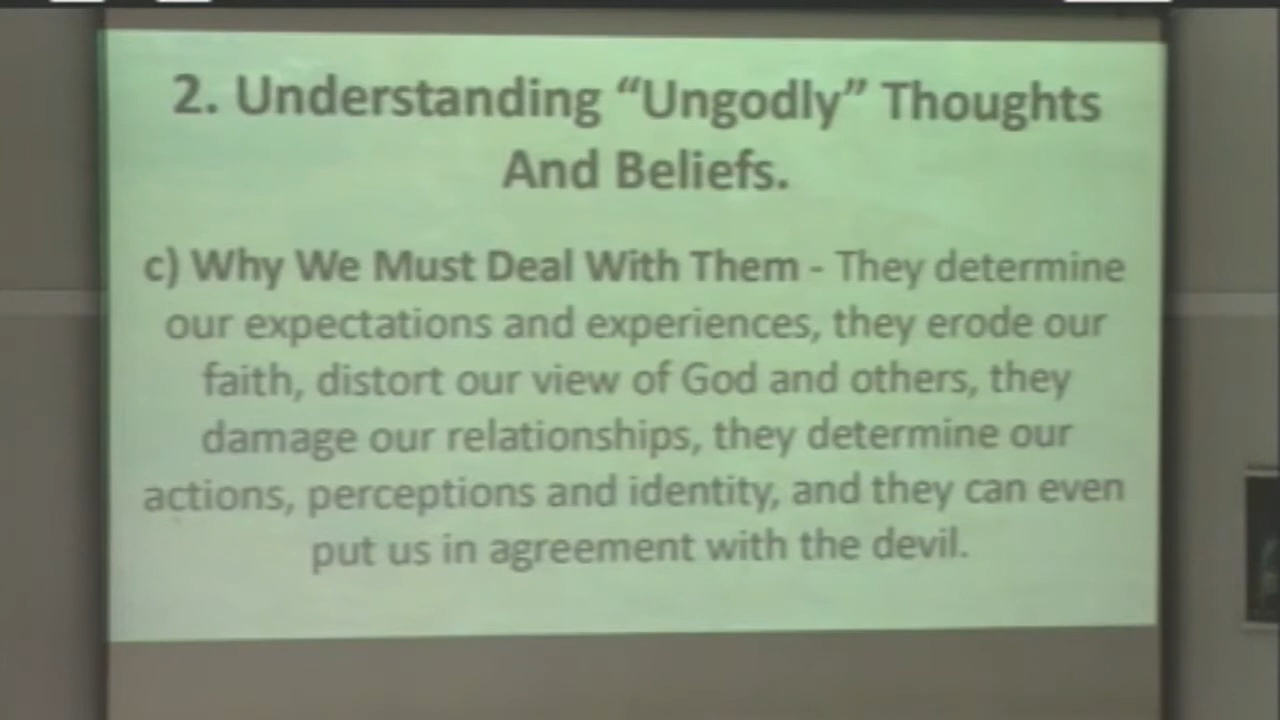 2. Understanding “Ungodly” Thoughts
And Beliefs.
c) Why We Must Deal With Them - They determine
our expectations and experiences, they erode our
faith, distort our view of God and others, they
damage our relationships, they determine our
actions, perceptions and identity, and they can even
put us in agreement with the devil.